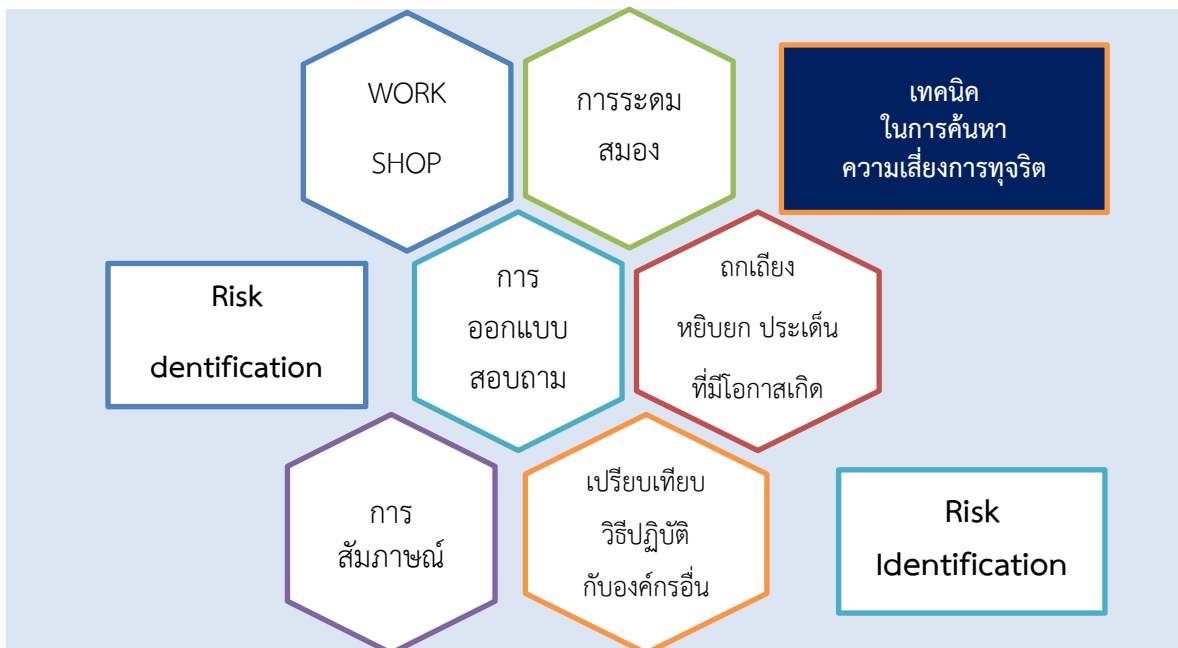 WORK
SHOP
การระดม
สมอง
เทคนิค
ในการค้นหา
ความเสี่ยงการทุจริต
Risk
dentification
การ
ออกแบบ
สอบถาม
ถกเถียง
หยิบยก ประเด็น
ที่มีโอกาสเกิด
การ
สัมภาษณ์
เปรียบเทียบ
วิธีปฏิบัติ
กับองค์กรอื่น
Risk
Identification